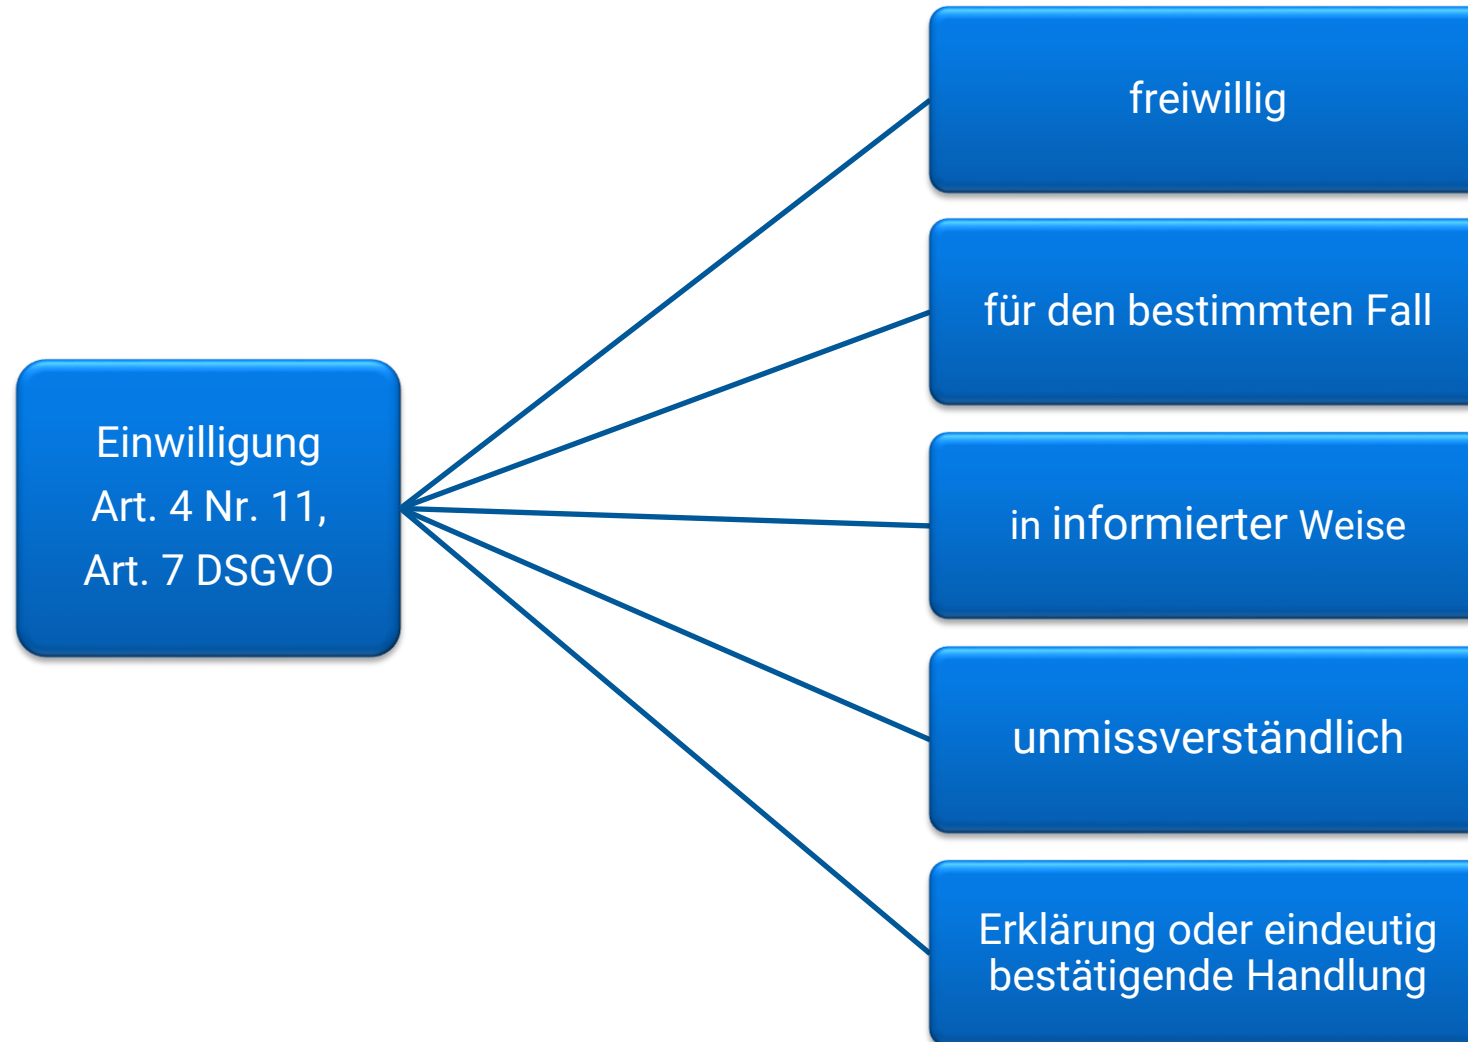 Einwilligung
Art. 4 Nr. 11,
Art. 7 DSGVO
freiwillig
für den bestimmten Fall
in informierter Weise
unmissverständlich
Erklärung oder eindeutig
bestätigende Handlung